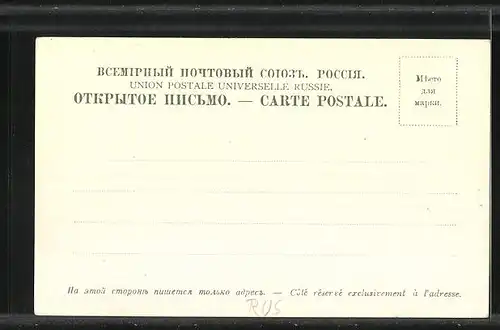 ВСЕМІРНЫЙ ПОЧТОВЫЙ СОЮЗЪ. РОССІЯ.
UNION POSTALE UNIVERSELLE RUSSIE.
ОТКРЫТОЕ ПИСЬМО. — CARTE POSTALE.
Мѣсто
для
марки.
На этой сторонѣ пишется только адресъ. — Côté réservé exclusivement à l'adresse.